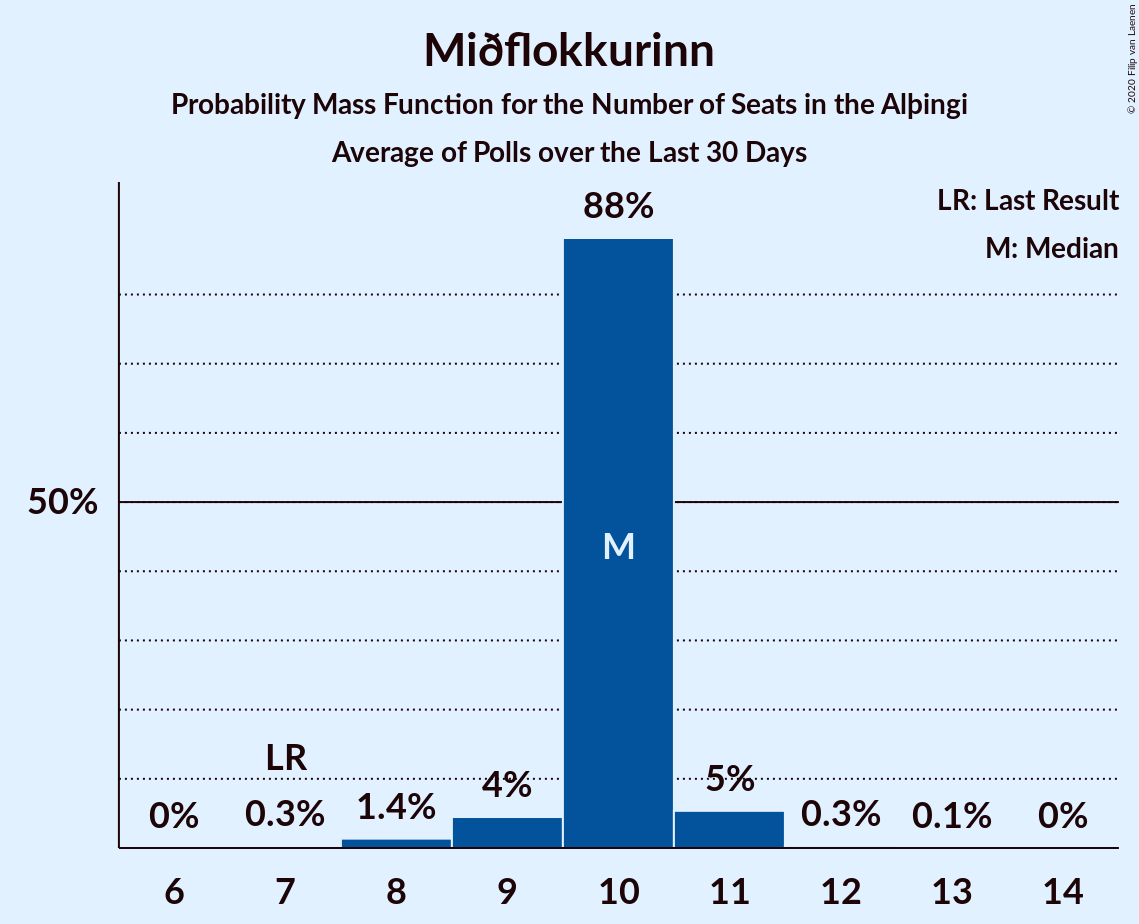 Miðflokkurinn
Probability Mass Function for the Number of Seats in the Alþingi
Average of Polls over the Last 30 Days
© 2020 Filip van Laenen
LR: Last Result
M: Median
88%
50%
M
LR
0%
0.3%
1.4%
4%
5%
0.3%
0.1%
0%
6 7 8 9 10 11 12 13 14